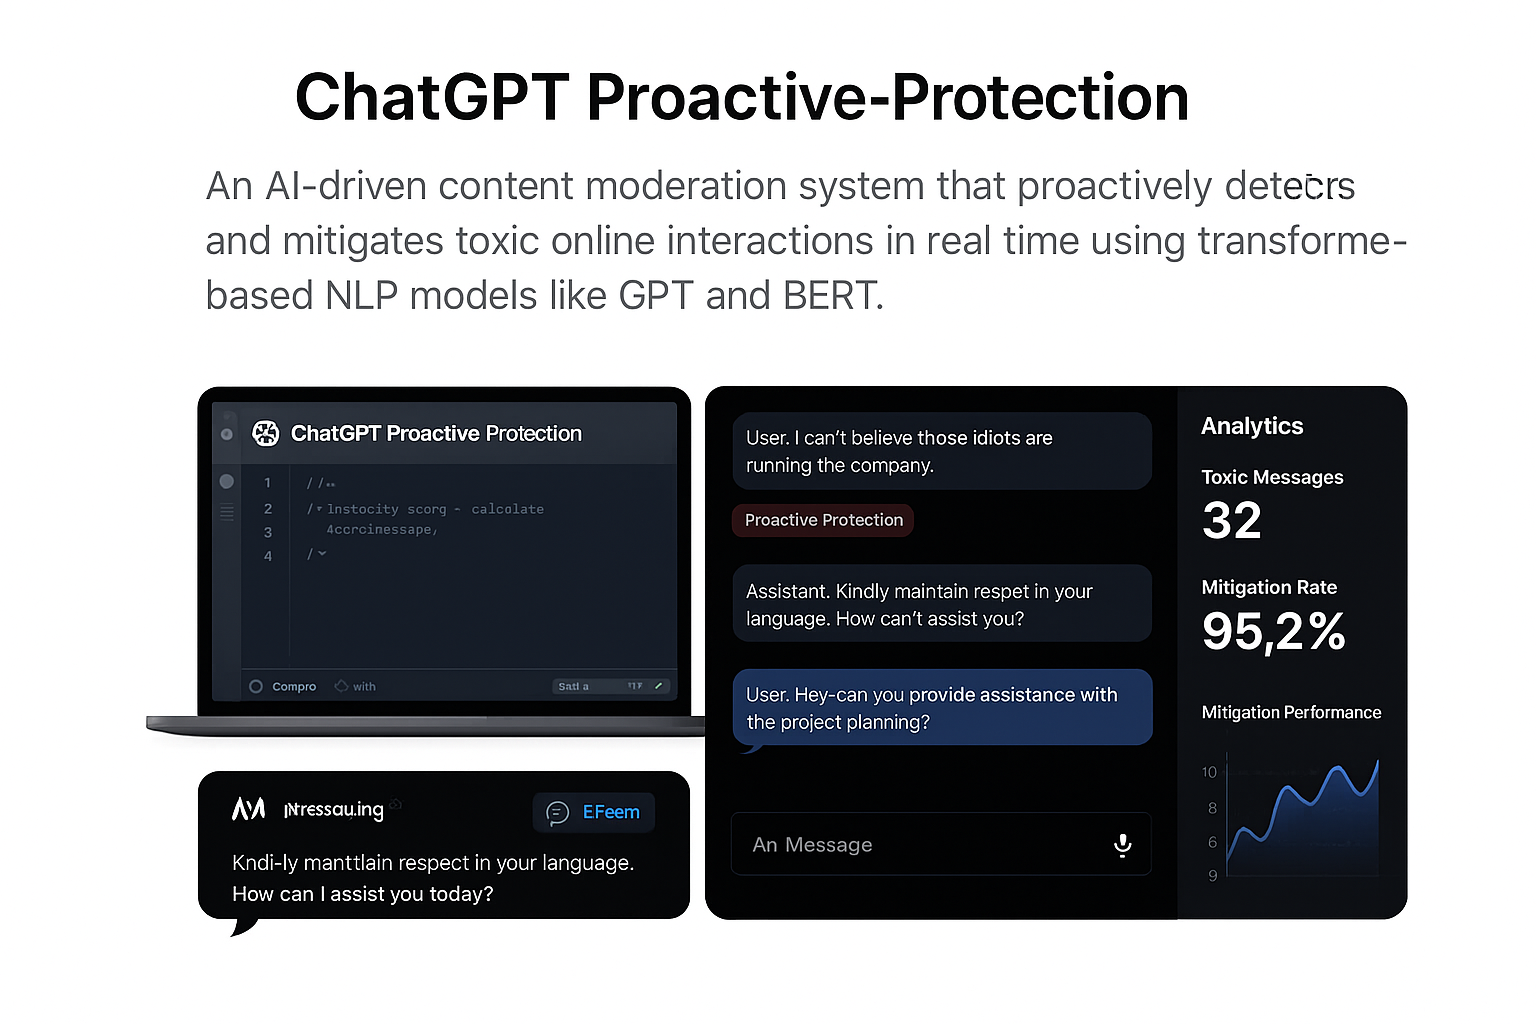 ChatGPT Proactive-Protection
An AI-driven content moderation system that proactively detecrs
and mitigates toxic online interactions in real time using transforme-
based NLP models like GPT and BERT.
ChatGPT Proactive Protection
1 //
2 /▾lnstocity scorg - calcolate
3 4ccrcimessape,
4 /
Compro with
Satl a
User. I can't believe those idiots are
running the company.
Proactive Protection
Assistant. Kindly maintain respet in your
language. How can't assist you?
User. Hey-can you provide assistance with
the project planning?
An Message
Analytics
Toxic Messages
32
Mitigation Rate
95,2%
Mitigation Performance
10
8
6
9
EFeem
Kndi-ly manttlain respect in your language.
How can I assist you today?